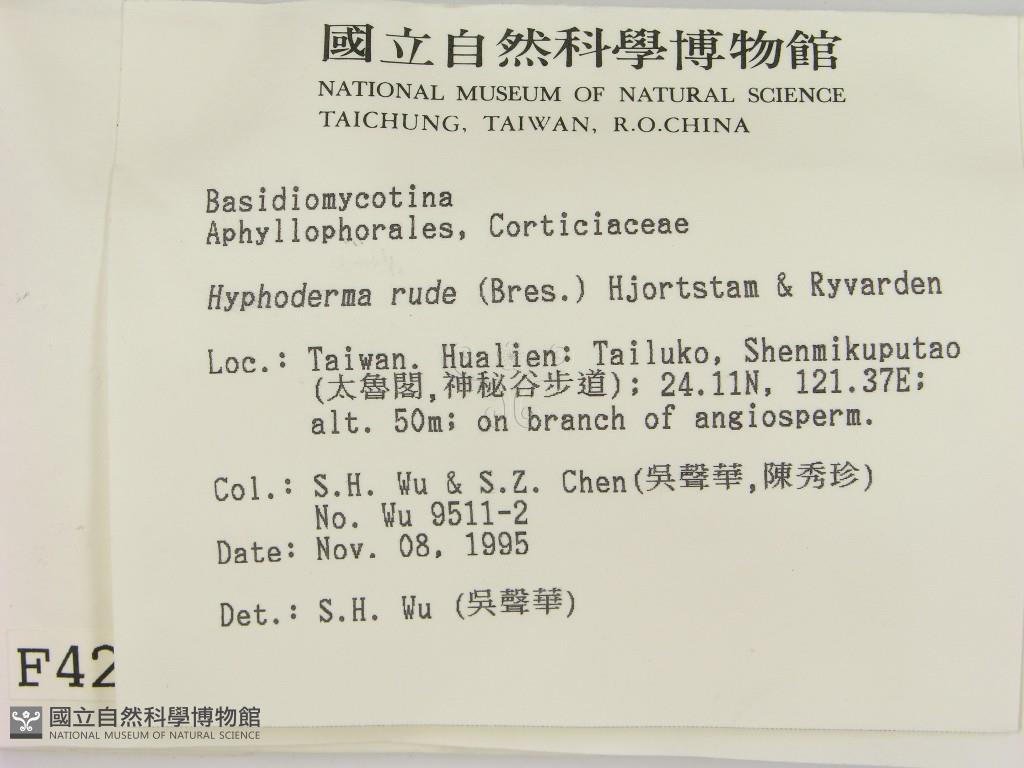 國立自然科學博物館
NATIONAL MUSEUM OF NATURAL SCIENCE
TAICHUNG, TAIWAN, R.O.CHINA
Basidiomycotina
Aphyllophorales, Corticiaceae
Hyphoderma rude (Bres.) Hjortstam & Ryvarden
Loc.: Taiwan. Hualien: Tailuko, Shenmikuputao
(太魯閣,神秘谷步道); 24.11N, 121.37E;
alt. 50m; on branch of angiosperm.
Col.: S.H. Wu & S.Z. Chen(吳聲華,陳秀珍)
No. Wu 9511-2
Date: Nov. 08, 1995
Det.: S.H. Wu (吳聲華)
F42
國立自然科學博物館
NATIONAL MUSEUM OF NATURAL SCIENCE